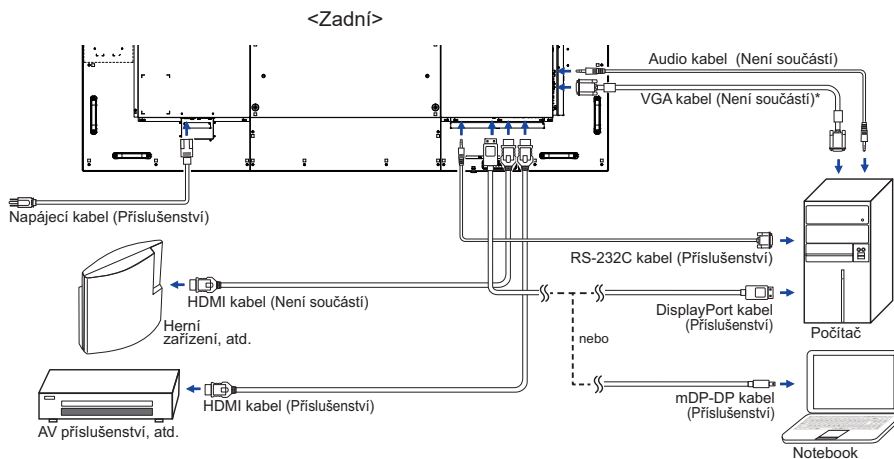 <Zadní>
Audio kabel (Není součástí)
VGA kabel (Není součástí)*
Napájecí kabel (Příslušenství)
RS-232C kabel (Příslušenství)
HDMI kabel (Není součástí)
Herní
zařízení, atd.
DisplayPort kabel
(Příslušenství)
Počítač
nebo
HDMI kabel (Příslušenství)
mDP-DP kabel
(Příslušenství)
AV příslušenství, atd.
Notebook